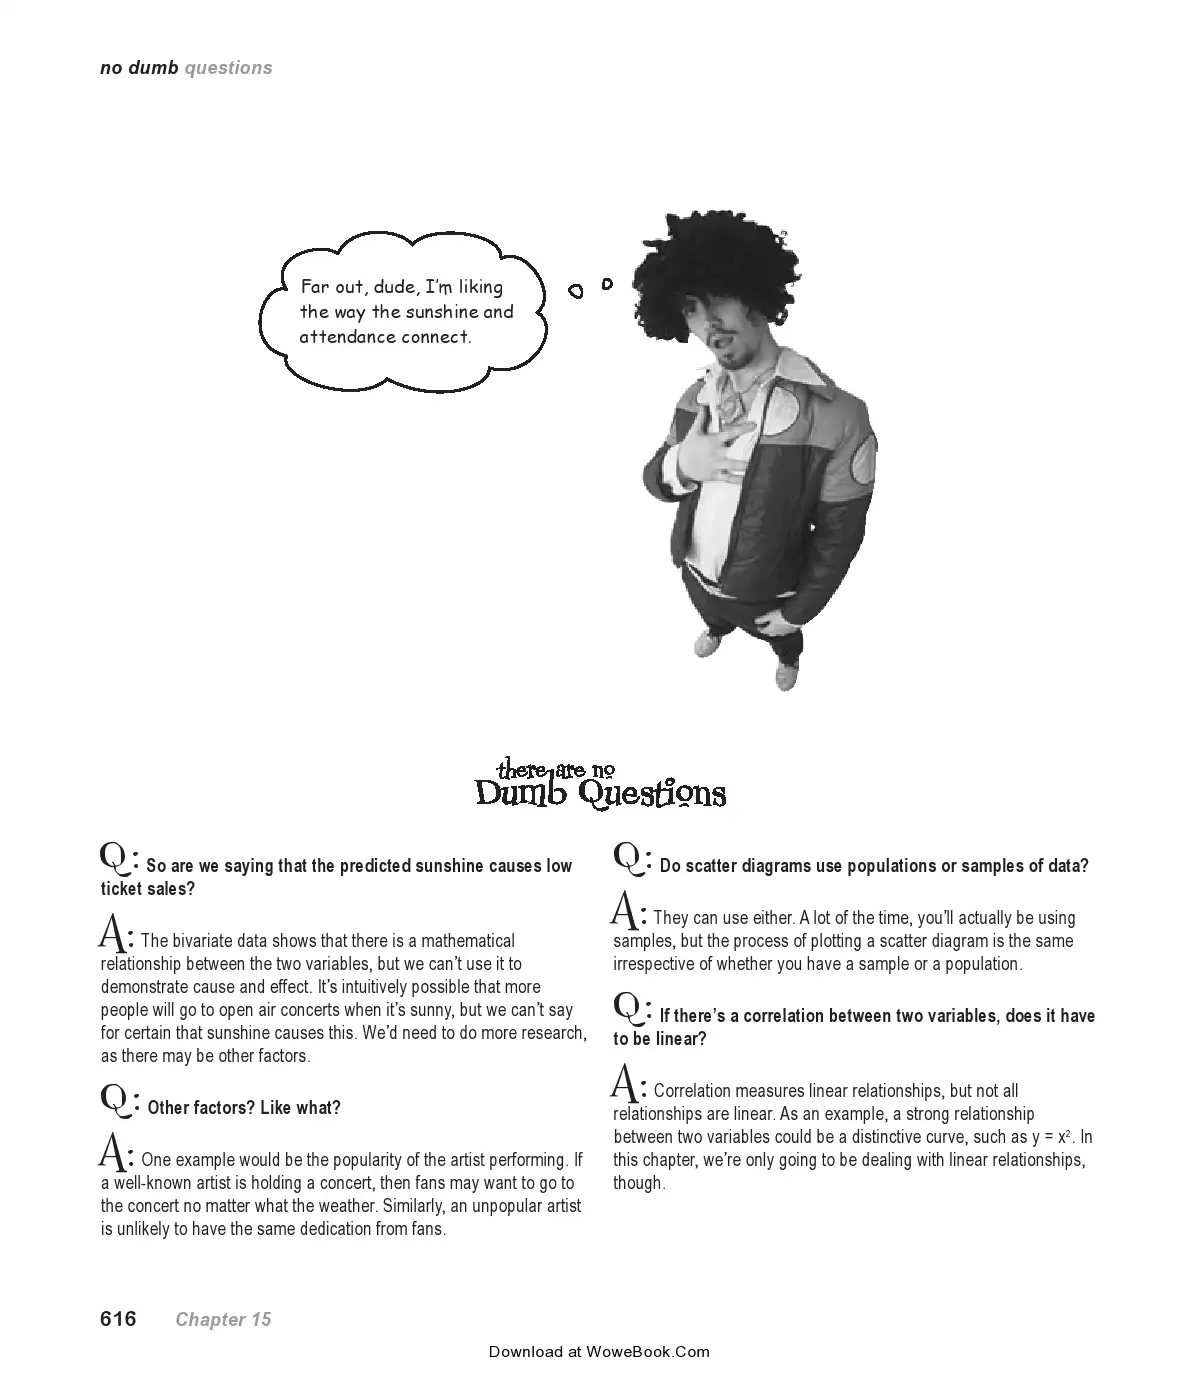 no dumb questions
Far out, dude, I'm liking
the way the sunshine and
attendance connect.
there are no
Dumb Questions
Q: So are we saying that the predicted sunshine causes low
ticket sales?
A: The bivariate data shows that there is a mathematical
relationship between the two variables, but we can't use it to
demonstrate cause and effect. It's intuitively possible that more
people will go to open air concerts when it's sunny, but we can't say
for certain that sunshine causes this. We'd need to do more research,
as there may be other factors.
Q: Other factors? Like what?
A: One example would be the popularity of the artist performing. If
a well-known artist is holding a concert, then fans may want to go to
the concert no matter what the weather. Similarly, an unpopular artist
is unlikely to have the same dedication from fans.
Q: Do scatter diagrams use populations or samples of data?
A: They can use either. A lot of the time, you'll actually be using
samples, but the process of plotting a scatter diagram is the same
irrespective of whether you have a sample or a population.
Q: If there's a correlation between two variables, does it have
to be linear?
A: Correlation measures linear relationships, but not all
relationships are linear. As an example, a strong relationship
between two variables could be a distinctive curve, such as y = x². In
this chapter, we're only going to be dealing with linear relationships,
though.
616 Chapter 15
Download at WoweBook.Com